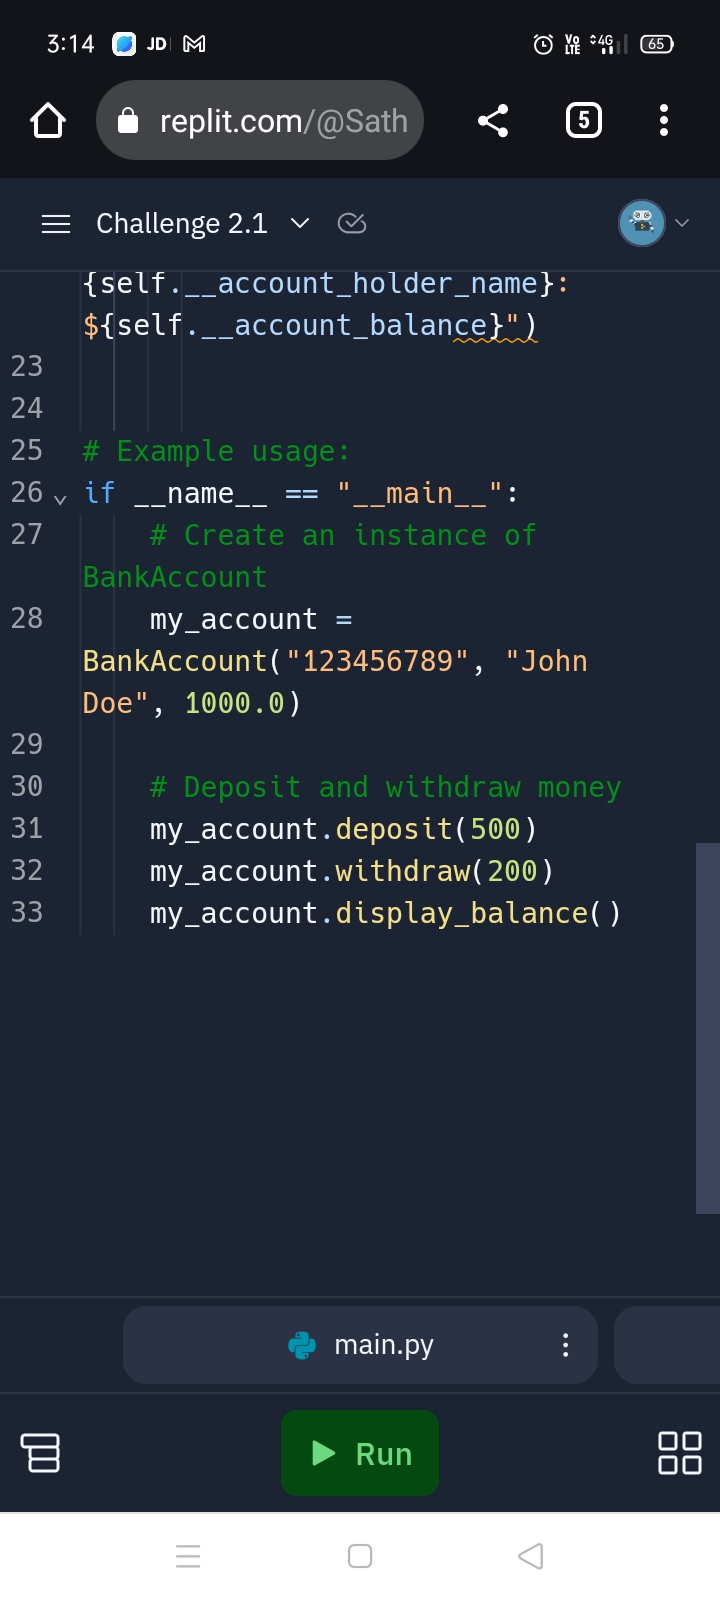 3:14 JD
Vo LTE 4G 65
replit.com/@Sath
5
Challenge 2.1
{self.__account_holder_name}:
${self.__account_balance}")
23
24
25 # Example usage:
26 if __name__ == "__main__":
27 # Create an instance of
BankAccount
28 my_account =
BankAccount("123456789", "John
Doe", 1000.0)
29
30 # Deposit and withdraw money
31 my_account.deposit(500)
32 my_account.withdraw(200)
33 my_account.display_balance()
main.py
Run